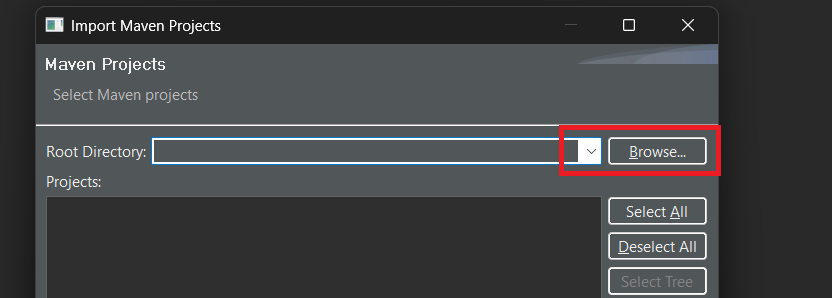 Import Maven Projects
Maven Projects
Select Maven projects
Root Directory:
Browse...
Projects:
Select All
Deselect All
Select Tree